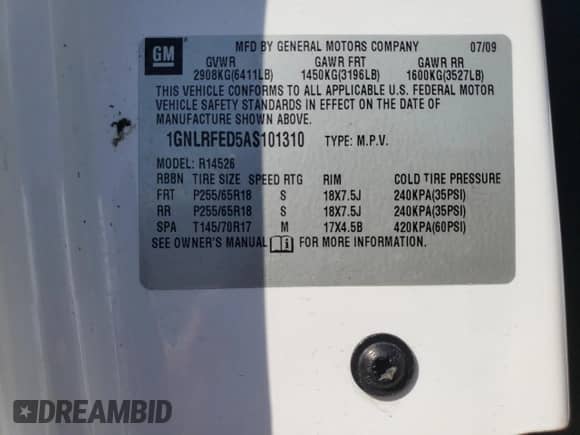 GM
MFD BY GENERAL MOTORS COMPANY 07/09
GVWR GAWR FRT GAWR RR
2908KG(6411LB) 1450KG(3196LB) 1600KG(3527LB)
THIS VEHICLE CONFORMS TO ALL APPLICABLE U.S. FEDERAL MOTOR
VEHICLE SAFETY STANDARDS IN EFFECT ON THE DATE OF
MANUFACTURE SHOWN ABOVE.
1GNLRFED5AS101310 TYPE: M.P.V.
MODEL: R14526
RBBN TIRE SIZE SPEED RTG RIM COLD TIRE PRESSURE
FRT P255/65R18 S 18X7.5J 240KPA(35PSI)
RR P255/65R18 S 18X7.5J 240KPA(35PSI)
SPA T145/70R17 M 17X4.5B 420KPA(60PSI)
SEE OWNER'S MANUAL FOR MORE INFORMATION.
DREAMBID